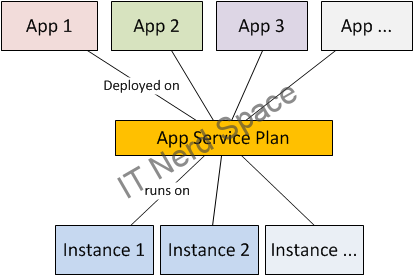 App 1
App 2
App 3
App ...
Deployed on
App Service Plan
IT Nerd Space
runs on
Instance 1
Instance 2
Instance ...